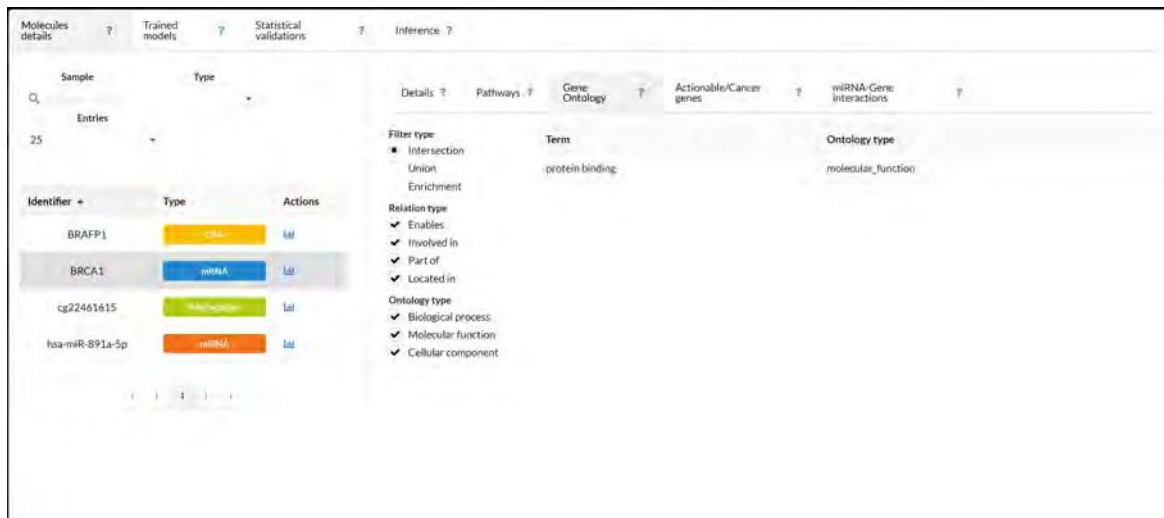 Molecules details ?
Trained models ?
Statistical validations ?
Inference ?
Sample
Type
Entries
25
Identifier
Type
Actions
BRAFP1
CNA
BRCA1
mRNA
cg22461615
hsa-miR-891a-5p
miRNA
1
Details ?
Pathways ?
Gene Ontology ?
Actionable/Cancer genes ?
miRNA-Gene interactions ?
Filter type
Intersection
Union
Enrichment
Relation type
Enables
Involved in
Part of
Located in
Ontology type
Biological process
Molecular function
Cellular component
Term
Ontology type
protein binding
molecular_function